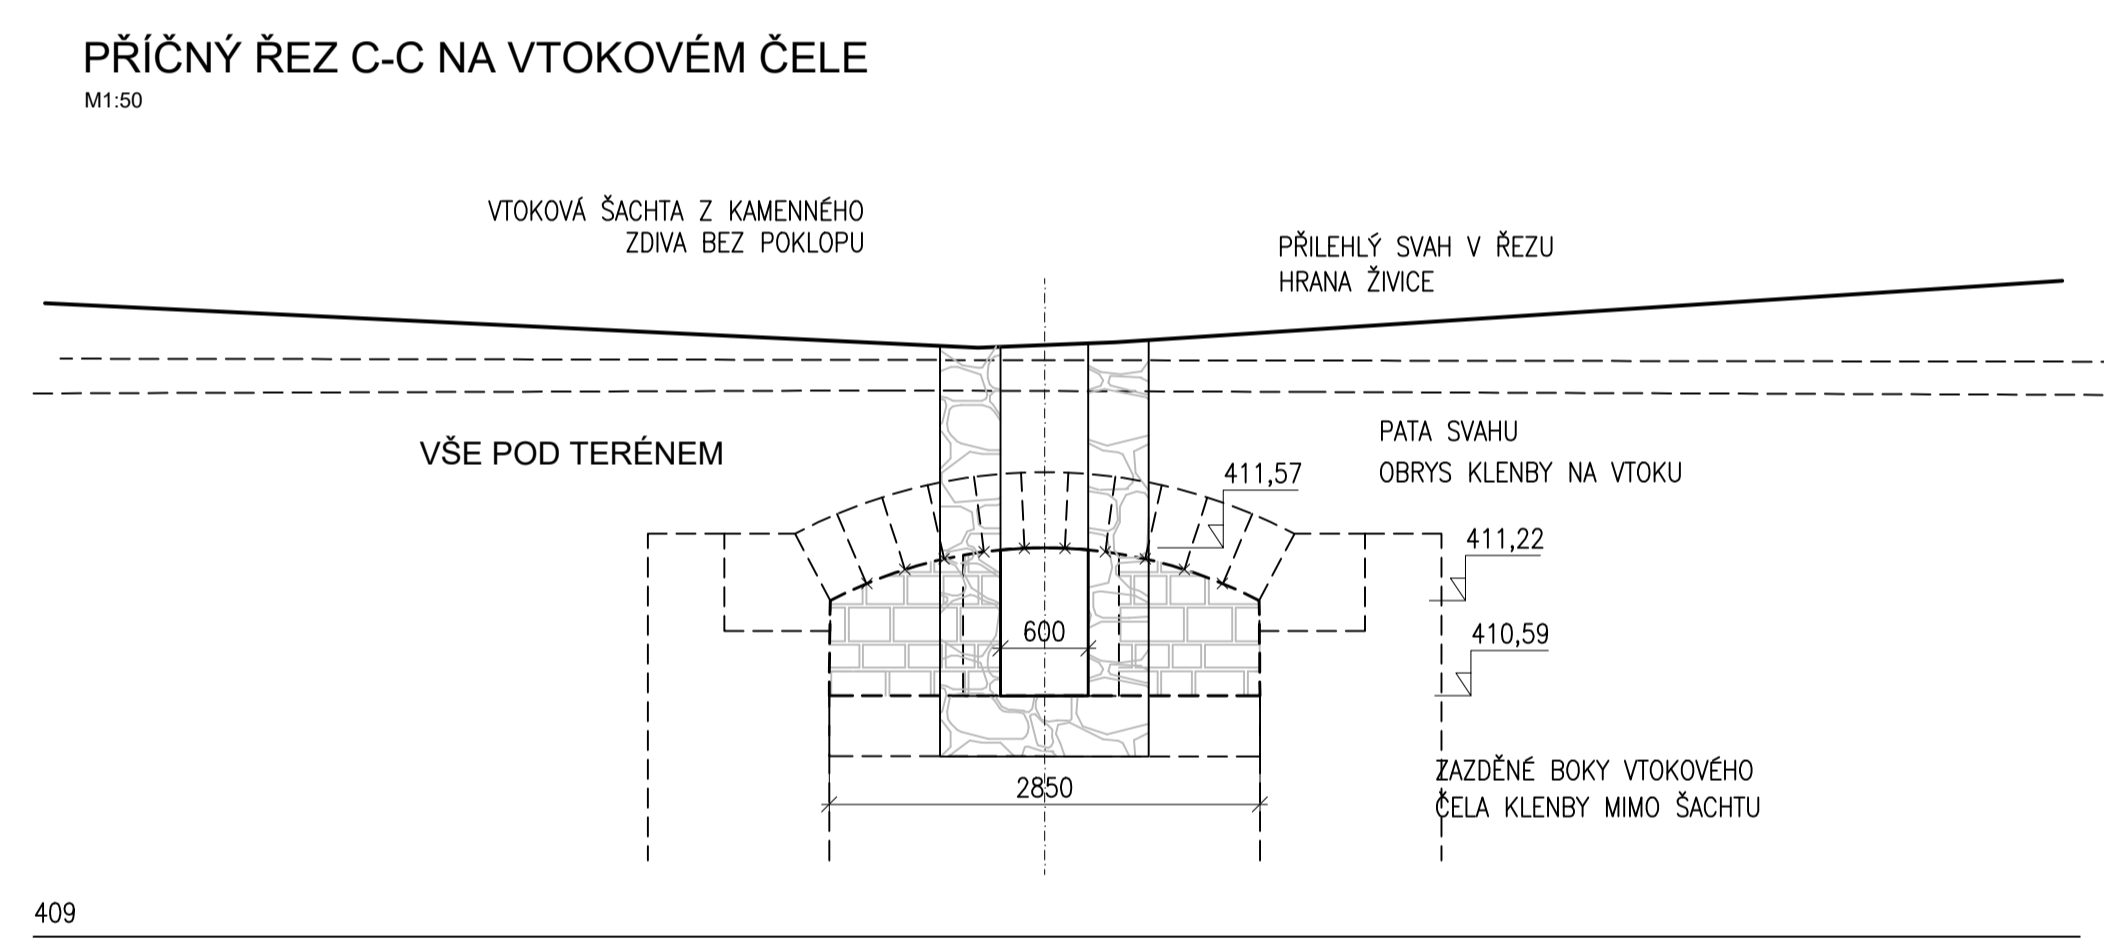 PŘÍČNÝ ŘEZ C-C NA VTOKOVÉM ČELE
M1:50
VTOKOVÁ ŠACHTA Z KAMENNÉHO
ZDIVA BEZ POKLOPU
PŘILEHLÝ SVAH V ŘEZU
HRANA ŽIVICE
VŠE POD TERÉNEM
PATA SVAHU
OBRYS KLENBY NA VTOKU
411,57
411,22
410,59
600
ZAZDĚNÉ BOKY VTOKOVÉHO
ČELA KLENBY MIMO ŠACHTU
2850
409